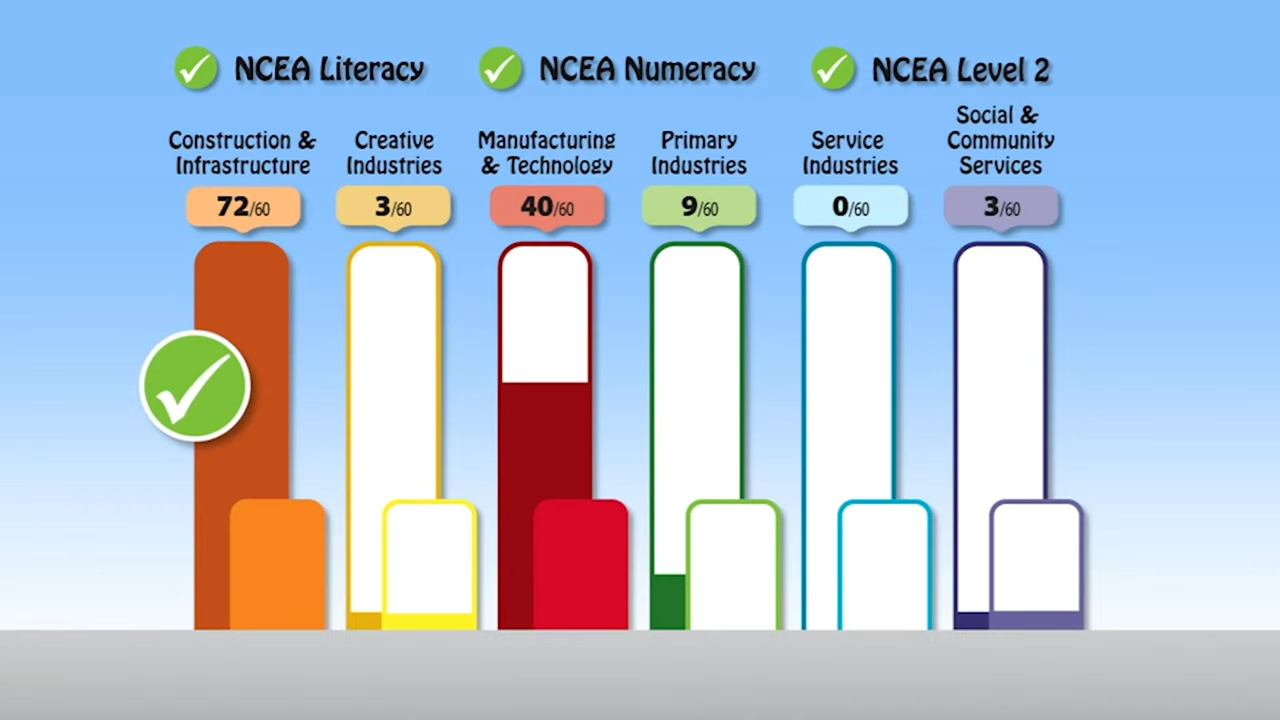 NCEA Literacy
NCEA Numeracy
NCEA Level 2
Construction &
Infrastructure
72/60
Creative
Industries
3/60
Manufacturing
& Technology
40/60
Primary
Industries
9/60
Service
Industries
0/60
Social &
Community
Services
3/60